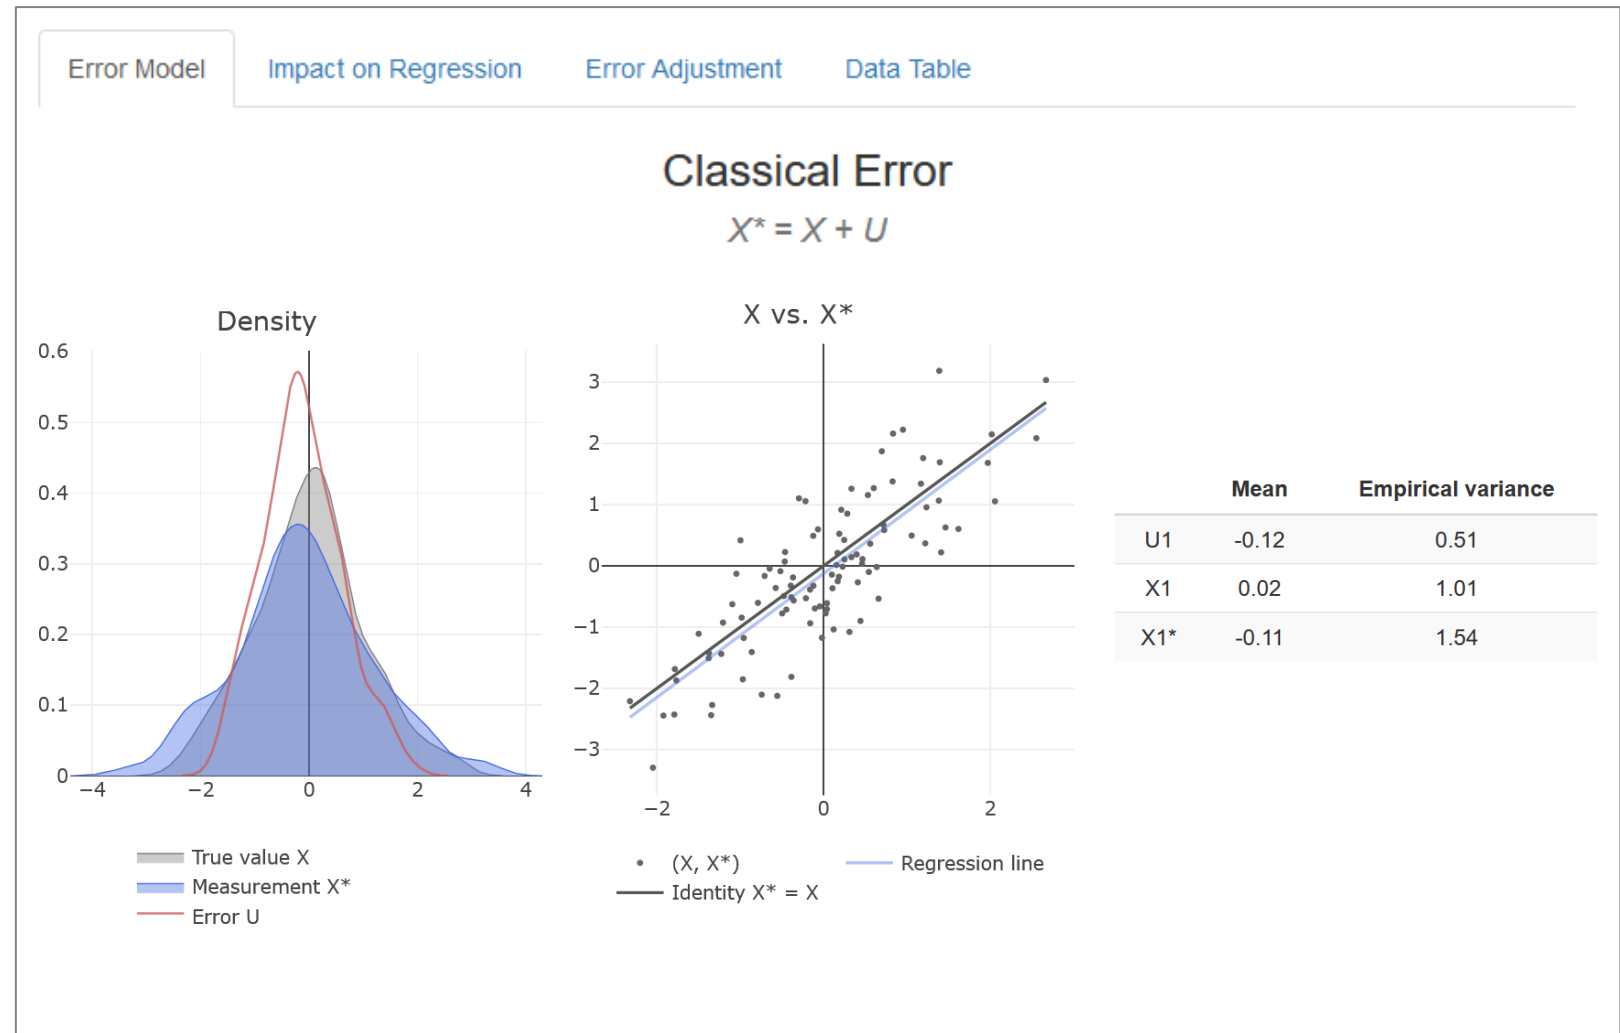 Error Model Impact on Regression Error Adjustment Data Table
Classical Error
X* = X + U
Density
0.6
0.5
0.4
0.3
0.2
0.1
0
−4 −2 0 2 4
True value X
Measurement X*
Error U
X vs. X*
3
2
1
0
−1
−2
−3
−2 0 2
(X, X*) Regression line
Identity X* = X
Mean Empirical variance
U1 -0.12 0.51
X1 0.02 1.01
X1* -0.11 1.54